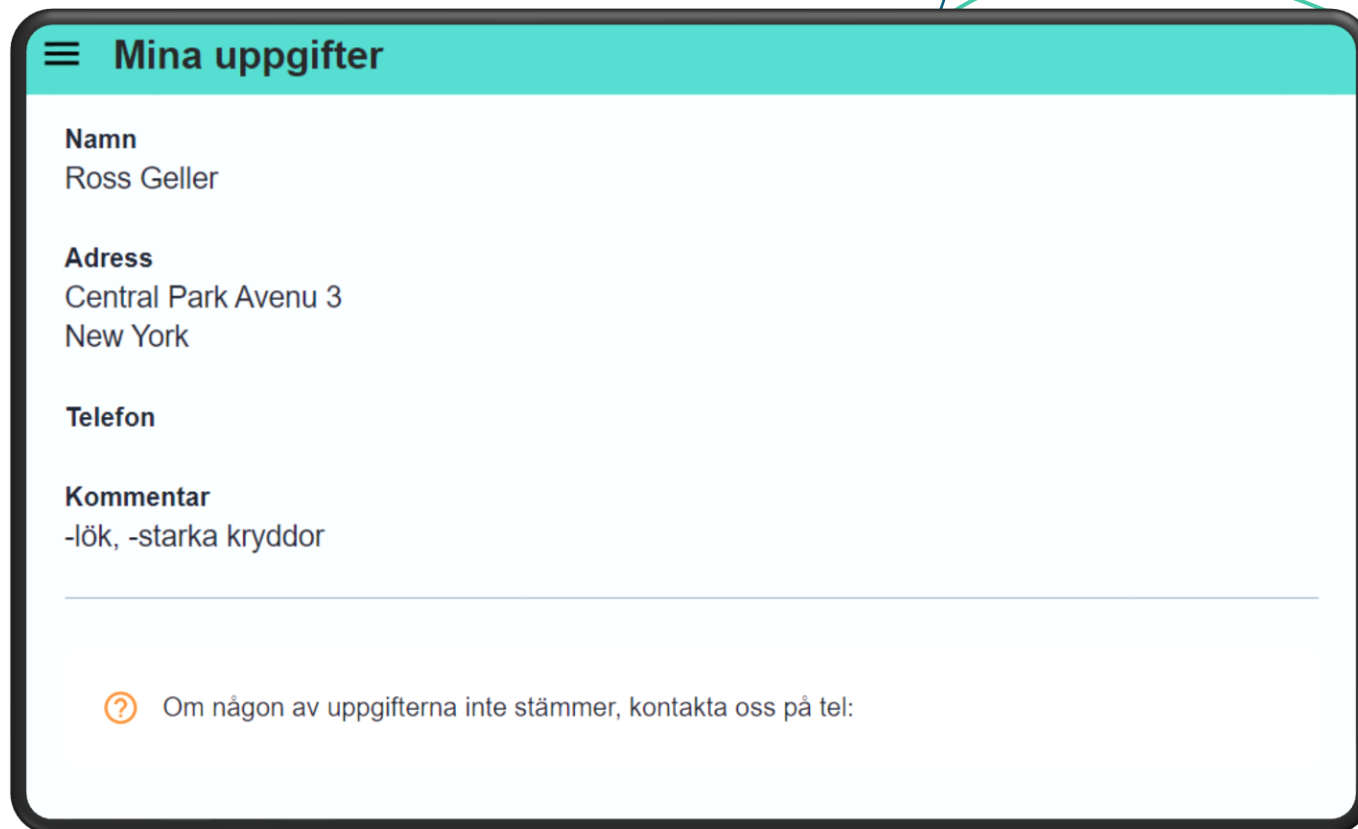 Mina uppgifter
Namn
Ross Geller
Adress
Central Park Avenu 3
New York
Telefon
Kommentar
-lök, -starka kryddor
Om någon av uppgifterna inte stämmer, kontakta oss på tel: